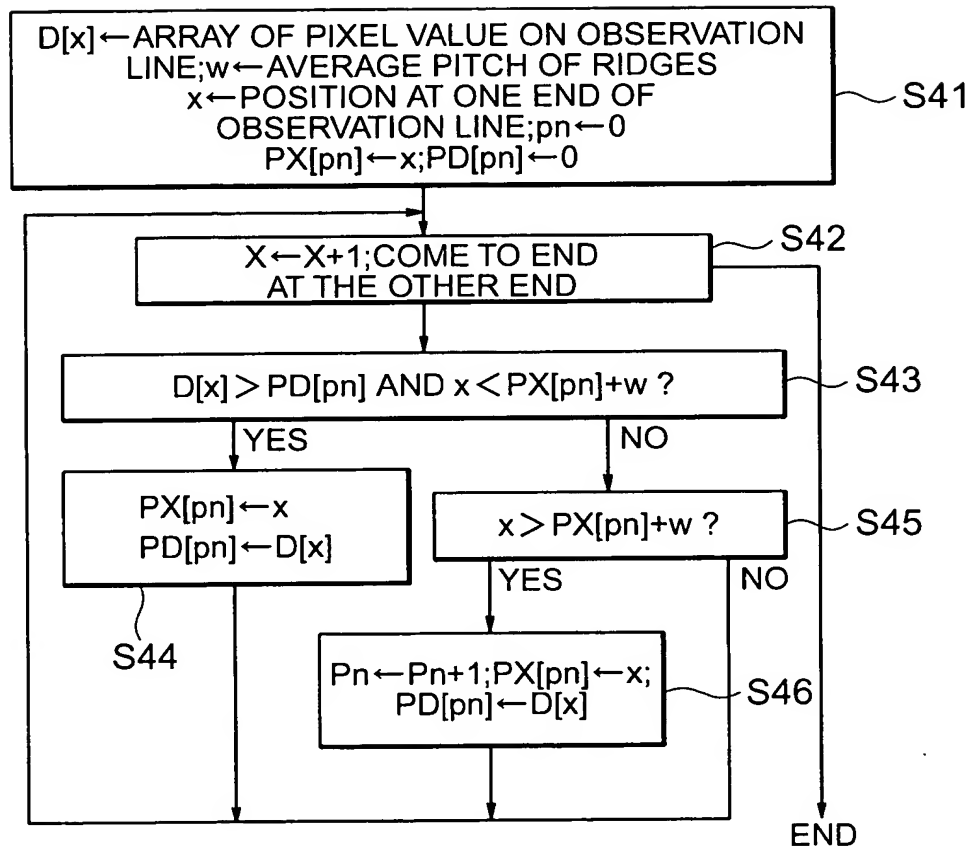 D[x]←ARRAY OF PIXEL VALUE ON OBSERVATION
LINE;w←AVERAGE PITCH OF RIDGES
x←POSITION AT ONE END OF
OBSERVATION LINE;pn←0
PX[pn]←x;PD[pn]←0
S41
X←X+1;COME TO END
AT THE OTHER END
S42
D[x]>PD[pn] AND x<PX[pn]+w ?
S43
YES
NO
PX[pn]←x
PD[pn]←D[x]
S44
x>PX[pn]+w ?
S45
YES
NO
Pn←Pn+1;PX[pn]←x;
PD[pn]←D[x]
S46
END